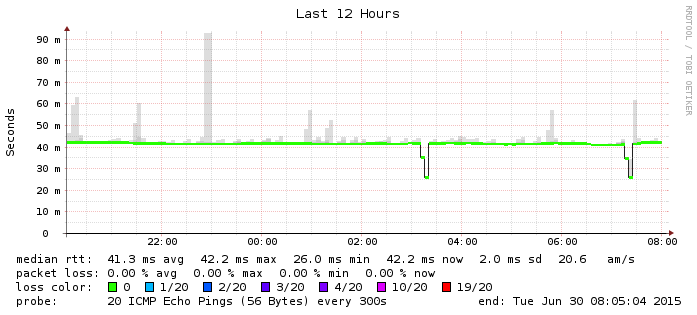 Last 12 Hours
RRDTOOL / TOBI OETIKER
Seconds
90 m
80 m
70 m
60 m
50 m
40 m
30 m
20 m
10 m
0
22:00 00:00 02:00 04:00 06:00 08:00
median rtt: 41.3 ms avg 42.2 ms max 26.0 ms min 42.2 ms now 2.0 ms sd 20.6 am/s
packet loss: 0.00 % avg 0.00 % max 0.00 % min 0.00 % now
loss color: 0 1/20 2/20 3/20 4/20 10/20 19/20
probe: 20 ICMP Echo Pings (56 Bytes) every 300s end: Tue Jun 30 08:05:04 2015